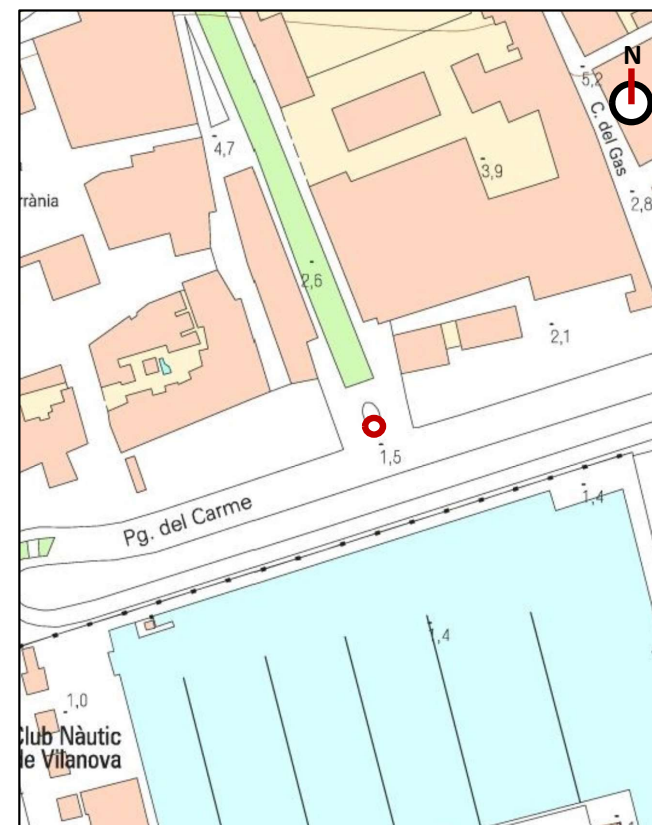 N
5,2
C. del Gas
4,7
3,9
rània
2,8
2,6
2,1
1,5
1,4
Pg. del Carme
1,4
1,0
Club Nàutic
de Vilanova